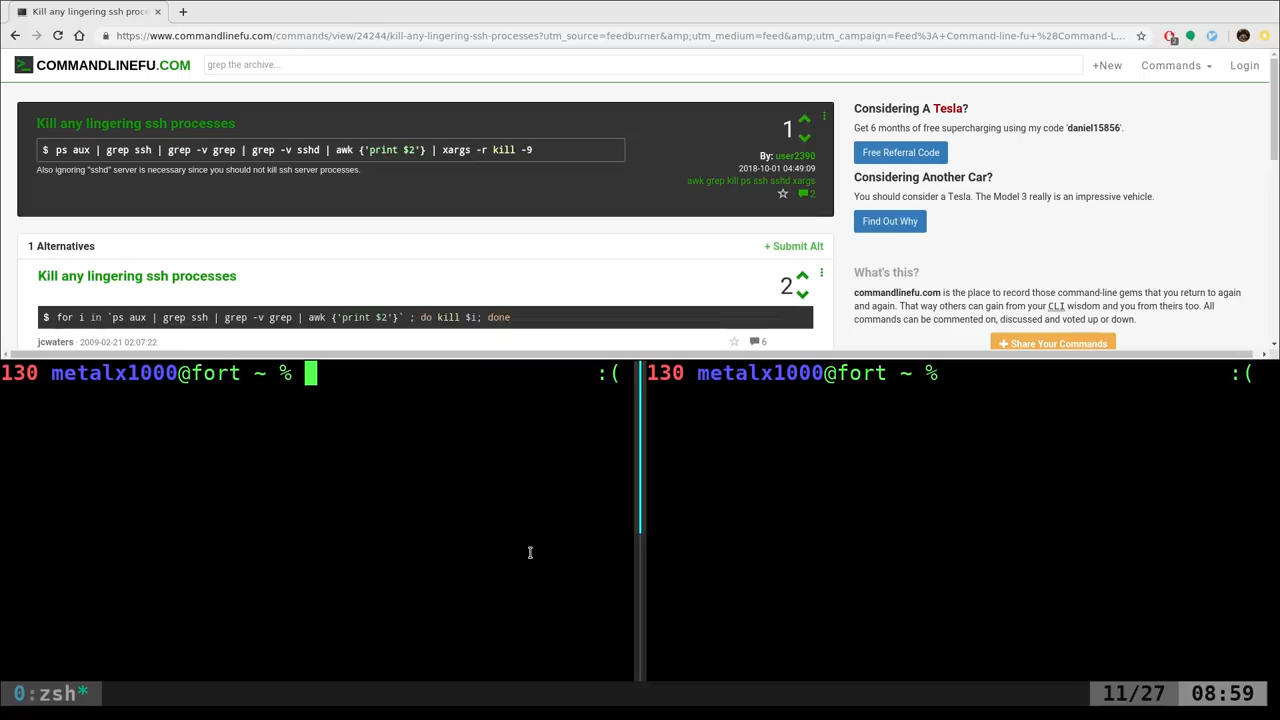 Kill any lingering ssh proce
https://www.commandlinefu.com/commands/view/24244/kill-any-lingering-ssh-processes?utm_source=feedburner&amp;utm_medium=feed&amp;utm_campaign=Feed%3A+Command-line-fu+%28Command-L...
2
COMMANDLINEFU.COM
grep the archive...
+New
Commands
Login
Kill any lingering ssh processes
1
$ ps aux | grep ssh | grep -v grep | grep -v sshd | awk {'print $2'} | xargs -r kill -9
By: user2390
Also ignoring "sshd" server is necessary since you should not kill ssh server processes.
2018-10-01 04:49:09
awk grep kill ps ssh sshd xargs
2
1 Alternatives
+ Submit Alt
Kill any lingering ssh processes
2
$ for i in `ps aux | grep ssh | grep -v grep | awk {'print $2'}` ; do kill $i; done
jcwaters · 2009-02-21 02:07:22
6
Considering A Tesla?
Get 6 months of free supercharging using my code 'daniel15856'.
Free Referral Code
Considering Another Car?
You should consider a Tesla. The Model 3 really is an impressive vehicle.
Find Out Why
What's this?
commandlinefu.com is the place to record those command-line gems that you return to again
and again. That way others can gain from your CLI wisdom and you from theirs too. All
commands can be commented on, discussed and voted up or down.
Share Your Commands
130 metalx1000@fort ~ % :(
130 metalx1000@fort ~ % :(
0:zsh*
11/27 08:59